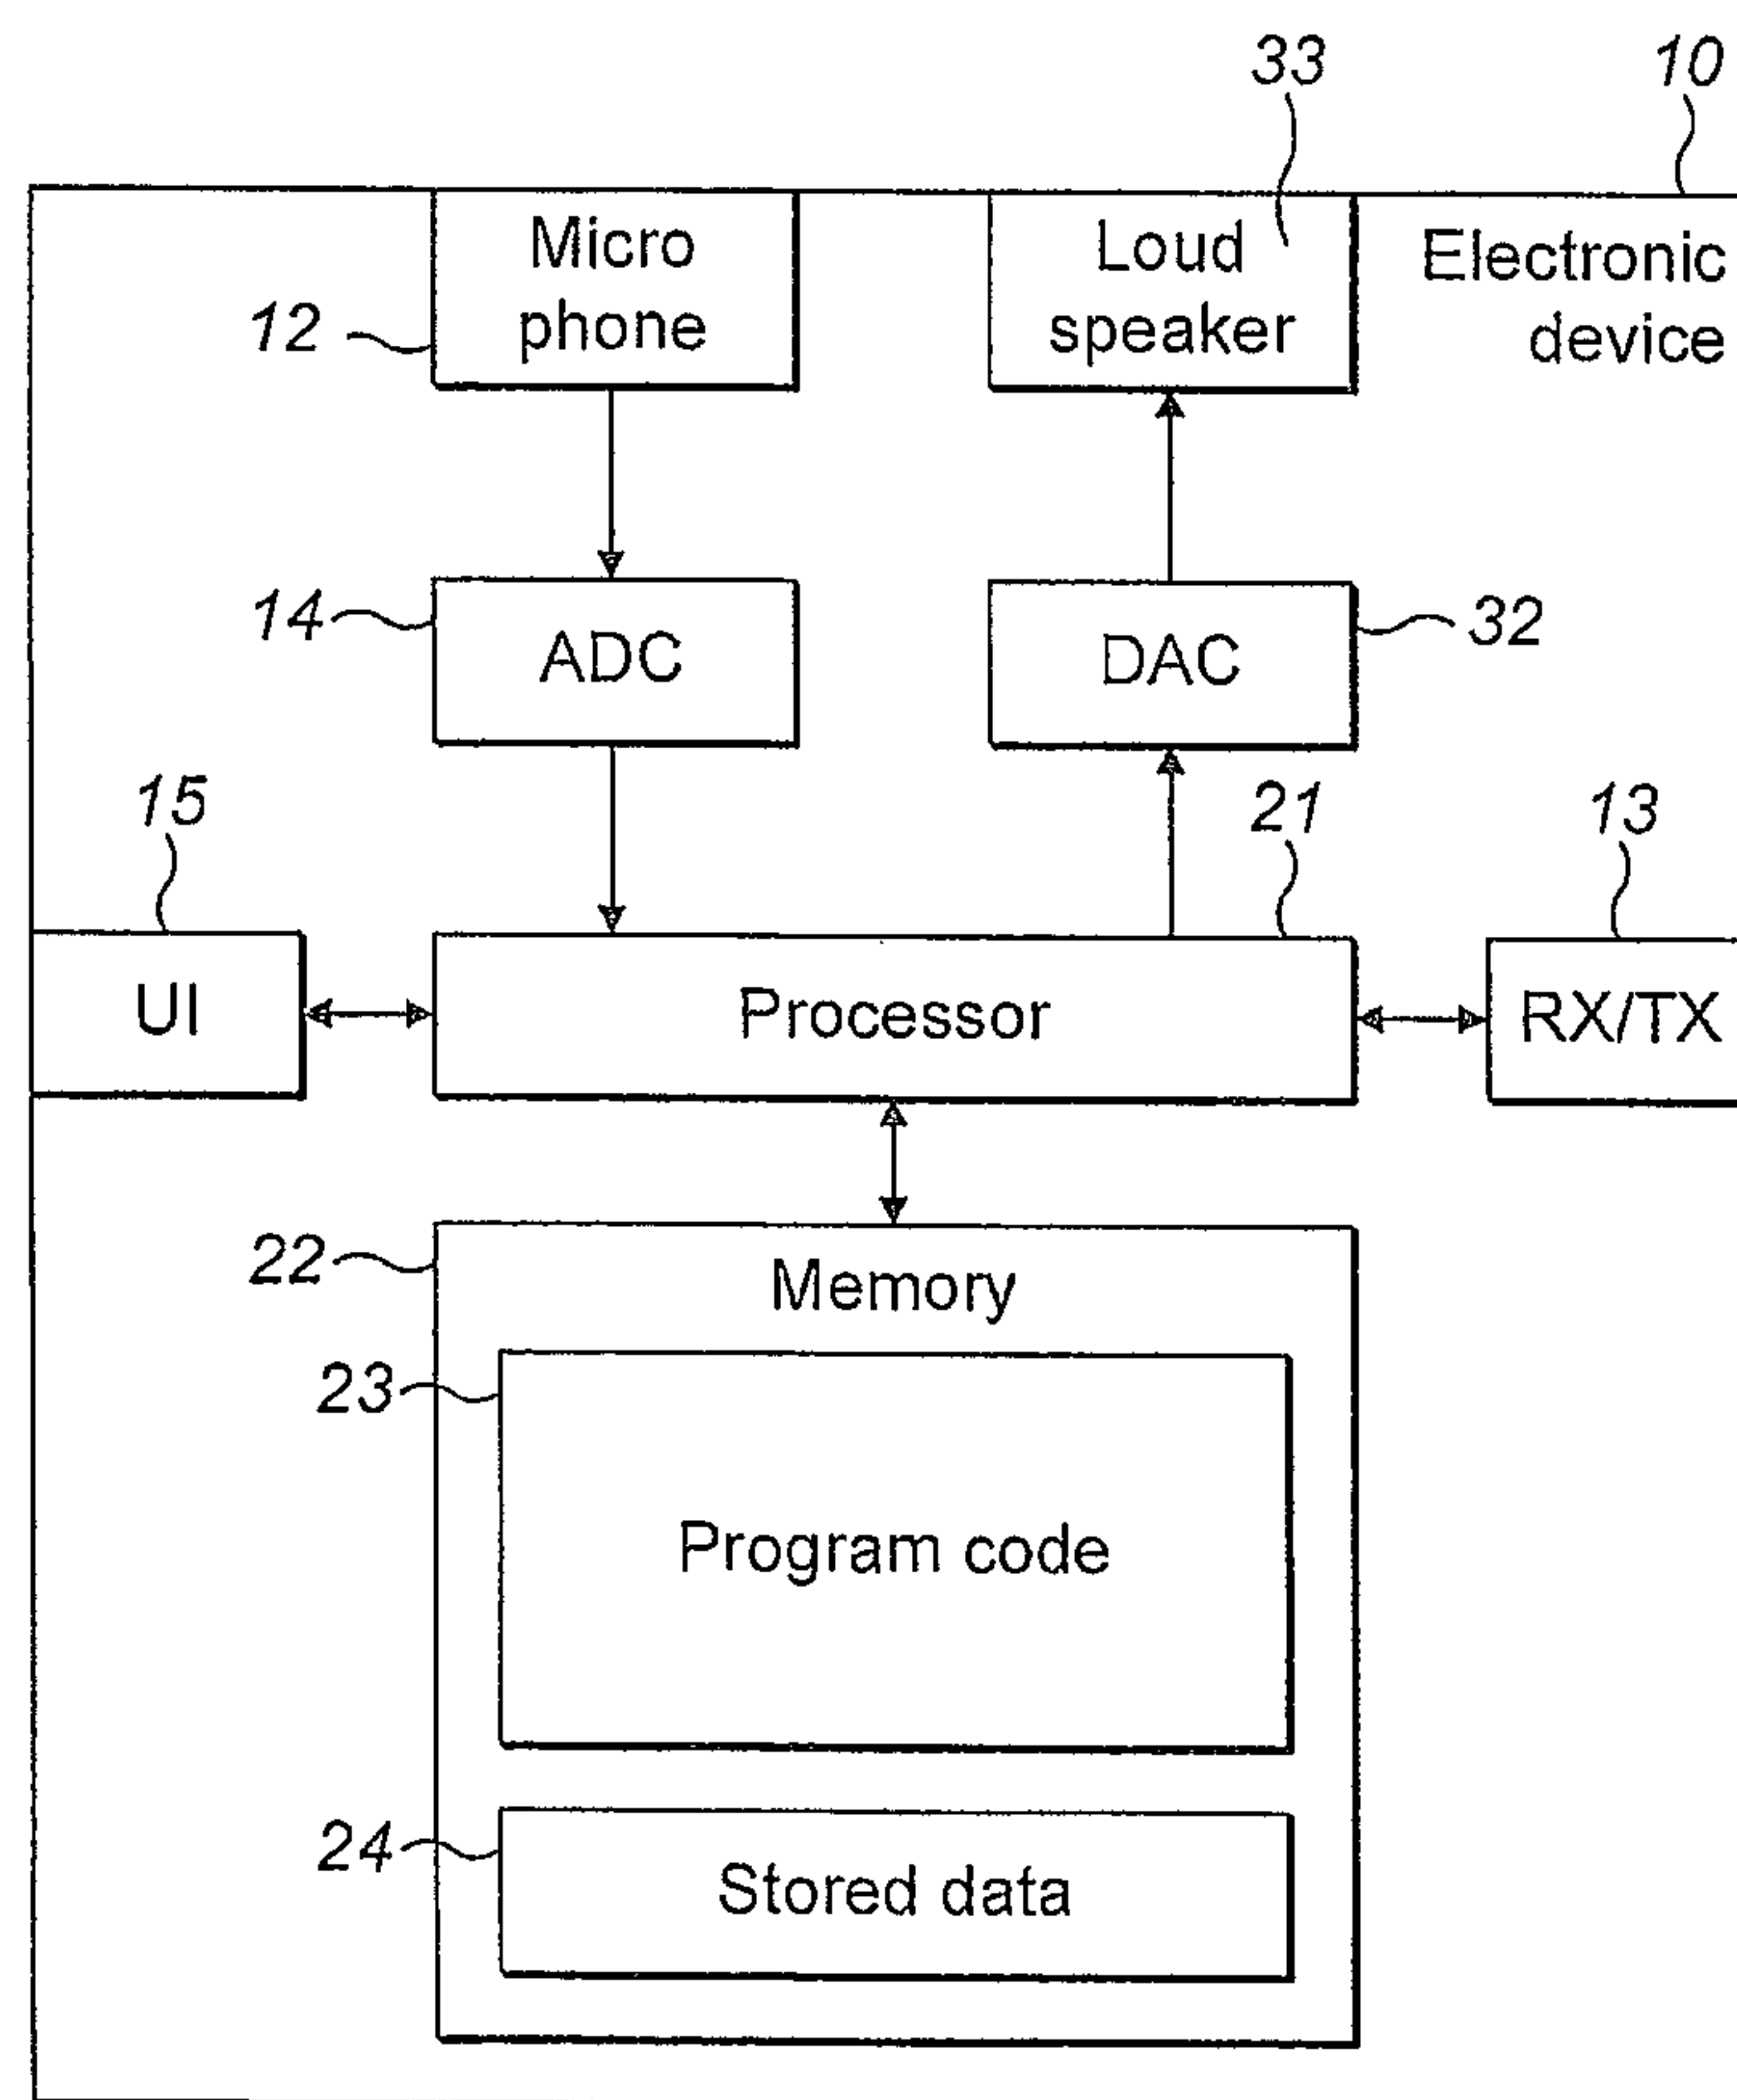 33
10
Micro
phone
Loud
speaker
Electronic
device
12
14
ADC
DAC
32
15
21
13
UI
Processor
RX/TX
22
Memory
23
Program code
24
Stored data